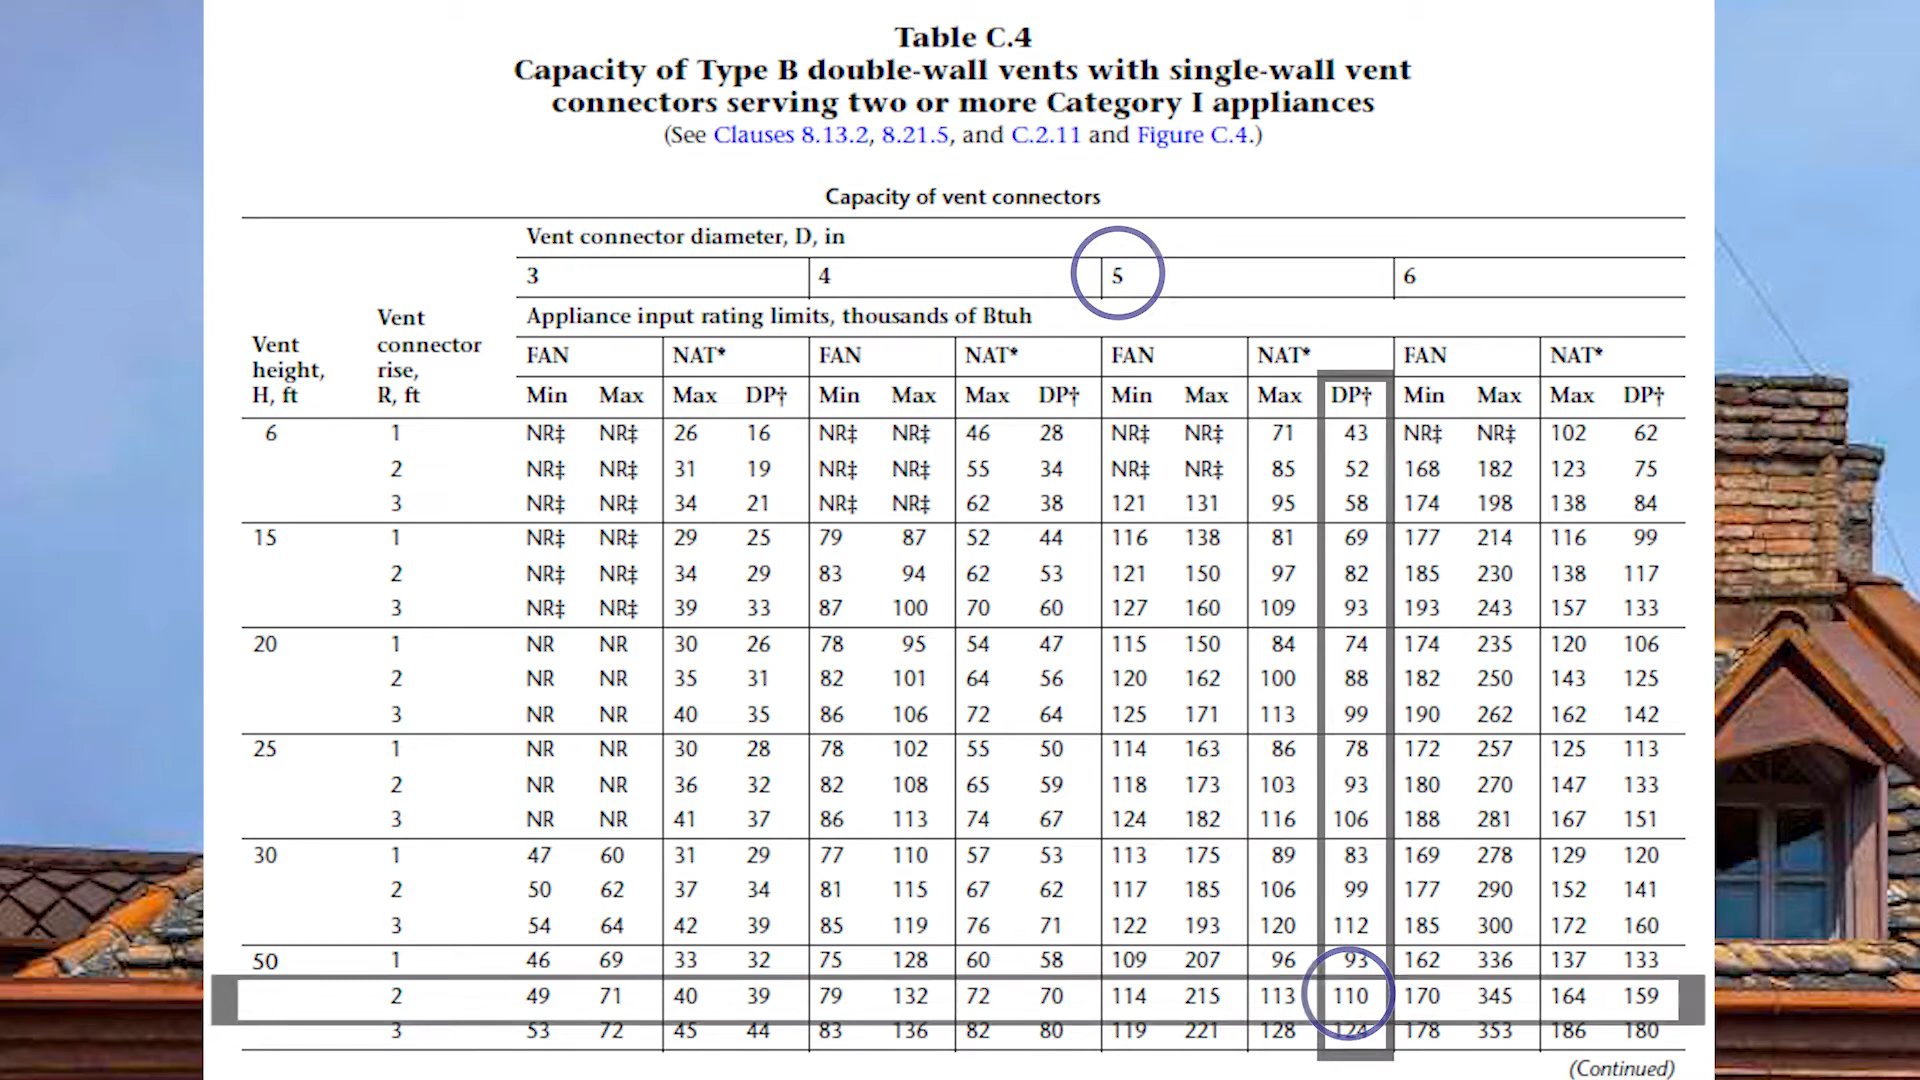 Table C.4
Capacity of Type B double-wall vents with single-wall vent
connectors serving two or more Category I appliances
(See Clauses 8.13.2, 8.21.5, and C.2.11 and Figure C.4.)
Capacity of vent connectors
Vent connector diameter, D, in
3 4 5 6
Appliance input rating limits, thousands of Btuh
Vent height, H, ft
Vent connector rise, R, ft
FAN NAT* FAN NAT* FAN NAT* FAN NAT*
Min Max Max DP† Min Max Max DP† Min Max Max DP† Min Max Max DP†
6 1 NR‡ NR‡ 26 16 NR‡ NR‡ 46 28 NR‡ NR‡ 71 43 NR‡ NR‡ 102 62
2 NR‡ NR‡ 31 19 NR‡ NR‡ 55 34 NR‡ NR‡ 85 52 168 182 123 75
3 NR‡ NR‡ 34 21 NR‡ NR‡ 62 38 121 131 95 58 174 198 138 84
15 1 NR‡ NR‡ 29 25 79 87 52 44 116 138 81 69 177 214 116 99
2 NR‡ NR‡ 34 29 83 94 62 53 121 150 97 82 185 230 138 117
3 NR‡ NR‡ 39 33 87 100 70 60 127 160 109 93 193 243 157 133
20 1 NR NR 30 26 78 95 54 47 115 150 84 74 174 235 120 106
2 NR NR 35 31 82 101 64 56 120 162 100 88 182 250 143 125
3 NR NR 40 35 86 106 72 64 125 171 113 99 190 262 162 142
25 1 NR NR 30 28 78 102 55 50 114 163 86 78 172 257 125 113
2 NR NR 36 32 82 108 65 59 118 173 103 93 180 270 147 133
3 NR NR 41 37 86 113 74 67 124 182 116 106 188 281 167 151
30 1 47 60 31 29 77 110 57 53 113 175 89 83 169 278 129 120
2 50 62 37 34 81 115 67 62 117 185 106 99 177 290 152 141
3 54 64 42 39 85 119 76 71 122 193 120 112 185 300 172 160
50 1 46 69 33 32 75 128 60 58 109 207 96 93 162 336 137 133
2 49 71 40 39 79 132 72 70 114 215 113 110 170 345 164 159
3 53 72 45 44 83 136 82 80 119 221 128 124 178 353 186 180
(Continued)